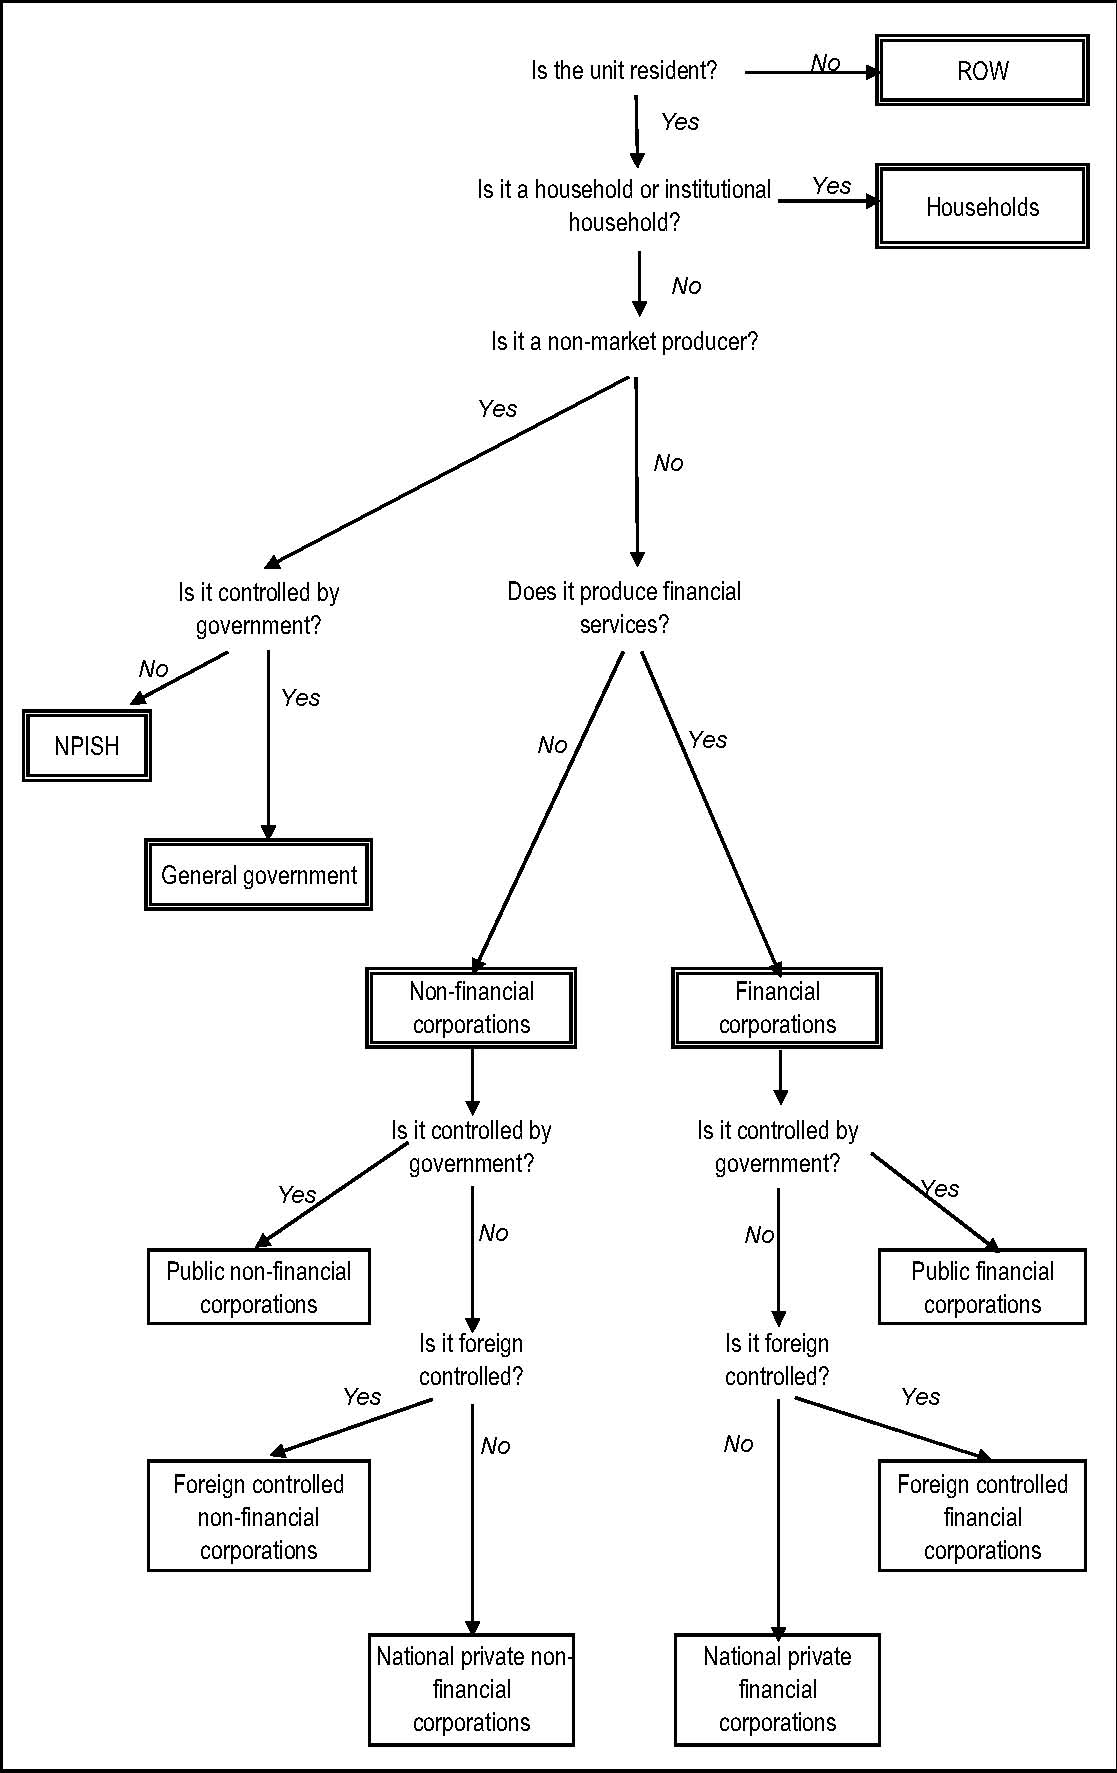 Is the unit resident?
No
ROW
Yes
Is it a household or institutional
household?
Yes
Households
No
Is it a non-market producer?
Yes
No
Is it controlled by
government?
Does it produce financial
services?
No
Yes
NPISH
No
Yes
General government
Non-financial
corporations
Financial
corporations
Is it controlled by
government?
Is it controlled by
government?
Yes
No
No
Yes
Public non-financial
corporations
Public financial
corporations
Is it foreign
controlled?
Is it foreign
controlled?
Yes
No
No
Yes
Foreign controlled
non-financial
corporations
Foreign controlled
financial
corporations
National private non-
financial
corporations
National private
financial
corporations